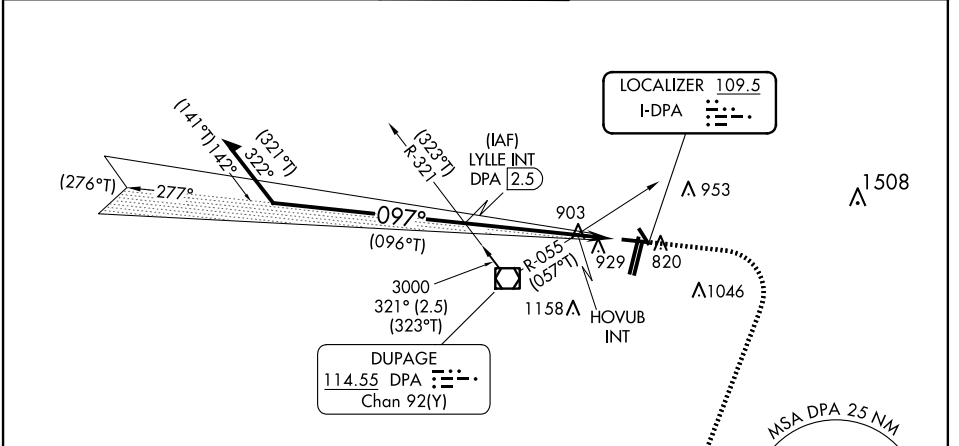 LOCALIZER 109.5
I-DPA
(IAF)
LYLLE INT
DPA 2.5
(323°T)
R-321
(141°T)
142°
(321°T)
322°
(276°T)
277°
097°
(096°T)
903
953
1508
929
820
R-055
(057°T)
1046
3000
321° (2.5)
(323°T)
1158
HOVUB
INT
DUPAGE
114.55 DPA
Chan 92(Y)
MSA DPA 25 NM